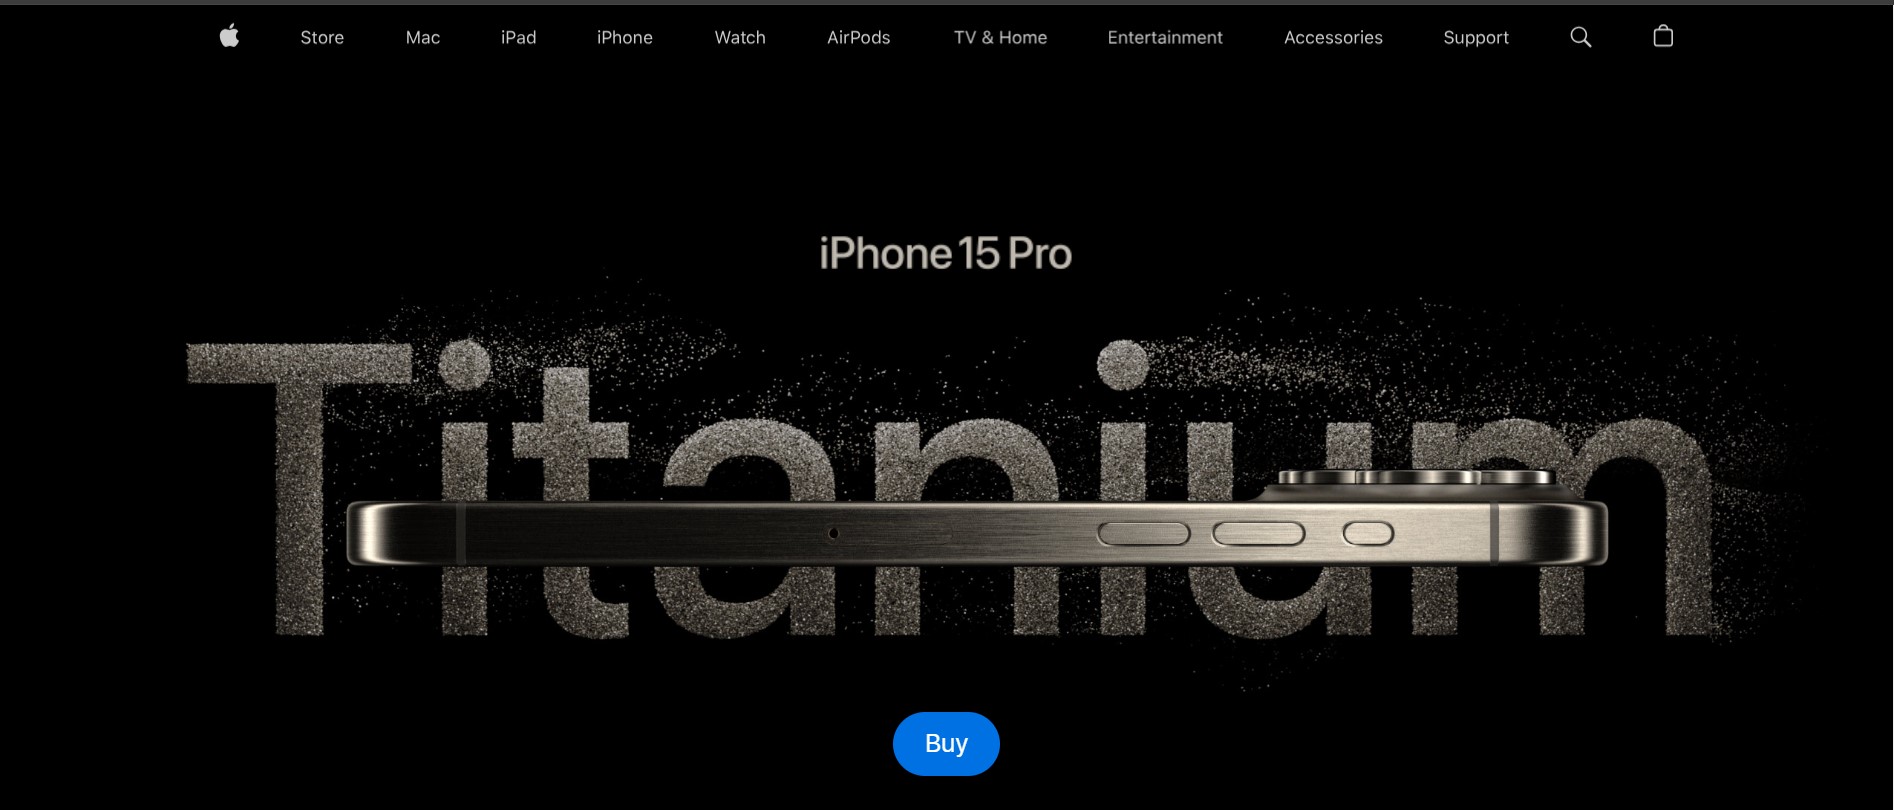 Store Mac iPad iPhone Watch AirPods TV & Home Entertainment Accessories Support
iPhone 15 Pro
Titanium
Buy